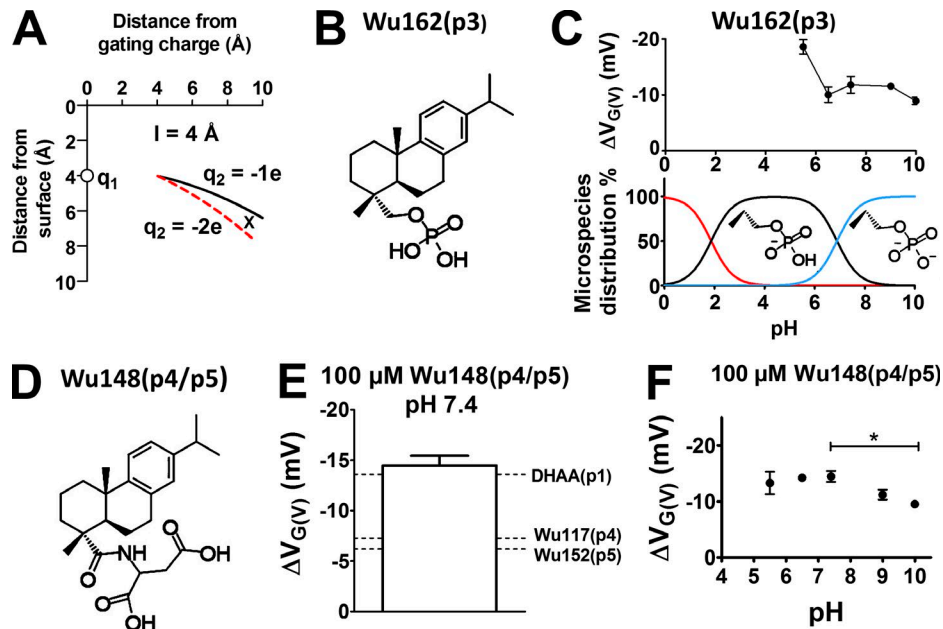 A
Distance from
gating charge (Å)
0 2 4 6 8 10
0
2
4
6
8
10
Distance from
surface (Å)
l = 4 Å
q1
q2 = -1e
X
q2 = -2e
B
Wu162(p3)
O
P
O
HO
OH
C
Wu162(p3)
ΔVG(V) (mV)
-20
-10
0
0 2 4 6 8 10
Microspecies
distribution %
100
50
0
O
O
P
O
OH
O
O
P
O
O
0 2 4 6 8 10
pH
D
Wu148(p4/p5)
O
NH
O
OH
O
OH
E
100 µM Wu148(p4/p5)
pH 7.4
ΔVG(V) (mV)
-20
-15
-10
-5
0
DHAA(p1)
Wu117(p4)
Wu152(p5)
F
100 µM Wu148(p4/p5)
ΔVG(V) (mV)
-20
-10
0
*
4 5 6 7 8 9 10
pH